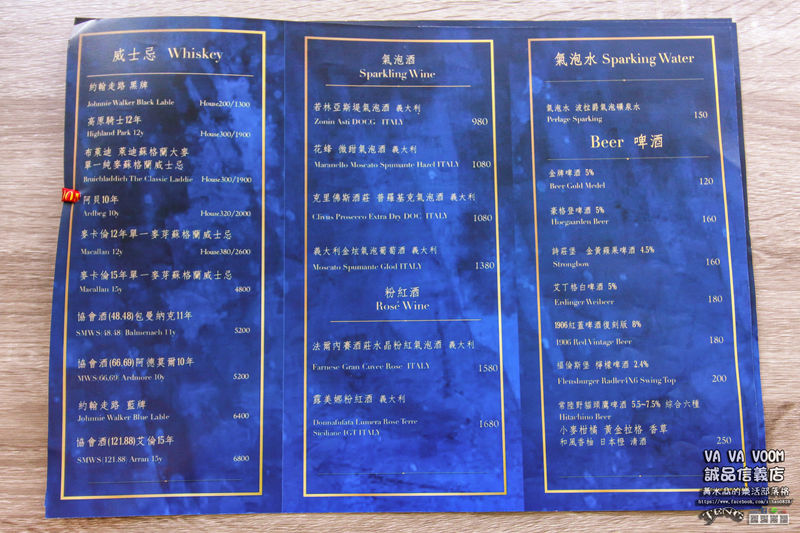 威士忌 Whiskey
約翰走路 黑牌
Johnnie Walker Black Lable House200/1300
高原騎士12年
Highland Park 12y House300/1900
布萊迪 萊迪蘇格蘭大麥
單一純麥蘇格蘭威士忌
Bruichladdich The Classic Laddie House300/1900
阿貝10年
Ardbeg 10y House320/2000
麥卡倫12年單一麥芽蘇格蘭威士忌
Macallan 12y House380/2600
麥卡倫15年單一麥芽蘇格蘭威士忌
Macallan 15y 4800
協會酒(48.48)包曼納克11年
SMWS:48.48: Balmenach 11y 5200
協會酒(66.69)阿德莫爾10年
MWS:66.69: Ardmore 10y 5200
約翰走路 藍牌
Johnnie Walker Blue Lable 6400
協會酒(121.88)艾倫15年
SMWS:121.88: Arran 15y 6800
氣泡酒
Sparkling Wine
若林亞斯堤氣泡酒 義大利
Zonin Asti DOCG ITALY 980
花蜂 微甜氣泡酒 義大利
Maranello Moscato Spumante Hazel ITALY 1080
克里佛斯酒莊 普羅基克氣泡酒 義大利
Clivus Prosecco Extra Dry DOC ITALY 1080
義大利金炫氣泡葡萄酒 義大利
Moscato Spumante Glod ITALY 1380
粉紅酒
Rosé Wine
法爾內賽酒莊水晶粉紅氣泡酒 義大利
Farnese Gran Cuvee Rose ITALY 1580
露美娜粉紅酒 義大利
Donnafugata Lumera Rose Terre
Siciliane IGT ITALY 1680
氣泡水 Sparking Water
氣泡水 波拉爵氣泡礦泉水
Perlage Sparking 150
Beer 啤酒
金牌啤酒 5%
Beer Gold Medel 120
豪格登啤酒 5%
Hoegaarden Beer 160
詩莊堡 金黃蘋果啤酒 4.5%
Strongbow 160
艾丁格白啤酒 5%
Erdinger Weibeer 180
1906紅蓋啤酒復刻版 8%
1906 Red Vintage Beer 180
福倫斯堡 檸檬啤酒 2.4%
Flensburger Radler4X6 Swing Top 200
常陸野貓頭鷹啤酒 5.5-7.5% 綜合六種
Hitachino Beer
小麥柑橘 黃金拉格 香草
和風香柚 日本橙 清酒 250
VA VA VOOM
誠品信義店
黃水晶的樂活部落格
TENG